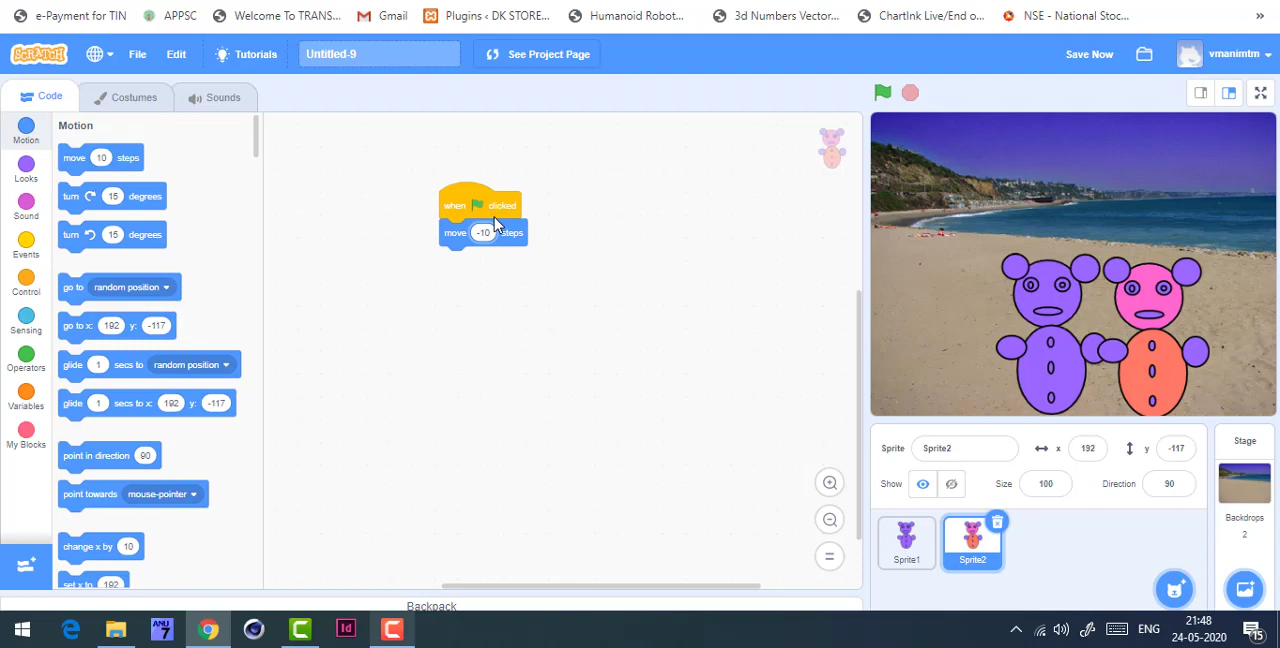 e-Payment for TIN
APPSC
Welcome To TRANS...
Gmail
Plugins ‹ DK STORE...
Humanoid Robot...
3d Numbers Vector...
ChartInk Live/End o...
NSE - National Stoc...
»
SCRATCH
File
Edit
Tutorials
Untitled-9
See Project Page
Save Now
vmanimtm
Code
Costumes
Sounds
Motion
Looks
Sound
Events
Control
Sensing
Operators
Variables
My Blocks
Motion
move 10 steps
turn 15 degrees
turn 15 degrees
go to random position
go to x: 192 y: -117
glide 1 secs to random position
glide 1 secs to x: 192 y: -117
point in direction 90
point towards mouse-pointer
change x by 10
set x to 192
when clicked
move -10 steps
Backpack
Sprite Sprite2 x 192 y -117
Show Size 100 Direction 90
Sprite1
Sprite2
Stage
Backdrops
2
ANU
7
Id
C
C
ENG
21:48
24-05-2020
15